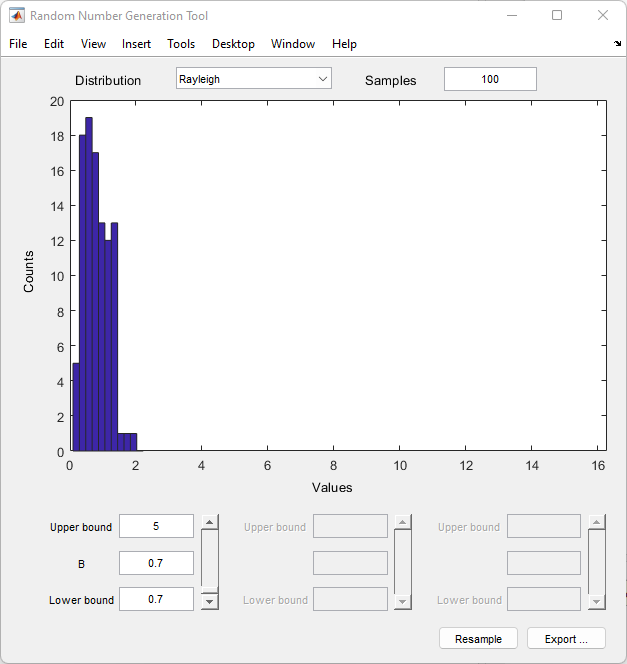 Random Number Generation Tool
File Edit View Insert Tools Desktop Window Help
Distribution Rayleigh Samples 100
20
18
16
14
12
10
8
6
4
2
0
Counts
0 2 4 6 8 10 12 14 16
Values
Upper bound 5 Upper bound Upper bound
B 0.7
Lower bound 0.7 Lower bound Lower bound
Resample Export ...